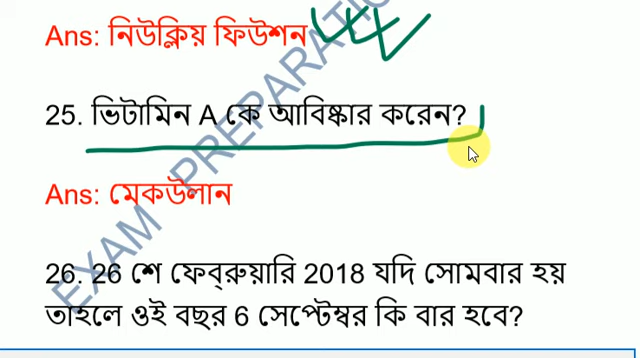 Ans: নিউক্লিয় ফিউশন
25. ভিটামিন A কে আবিষ্কার করেন?
Ans: মেকউলান
26. 26 শে ফেব্রুয়ারি 2018 যদি সোমবার হয়
তাহলে ওই বছর 6 সেপ্টেম্বর কি বার হবে?
EXAM PREPARATIO